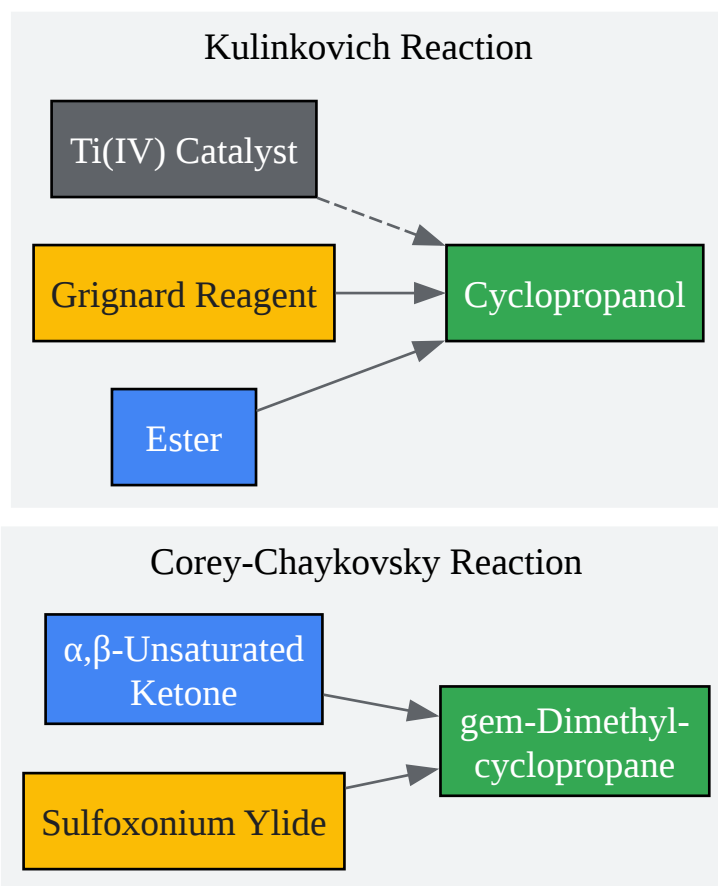 Kulinkovich Reaction
Ti(IV) Catalyst
Grignard Reagent
Cyclopropanol
Ester
Corey-Chaykovsky Reaction
α,β-Unsaturated
Ketone
gem-Dimethyl-
cyclopropane
Sulfoxonium Ylide